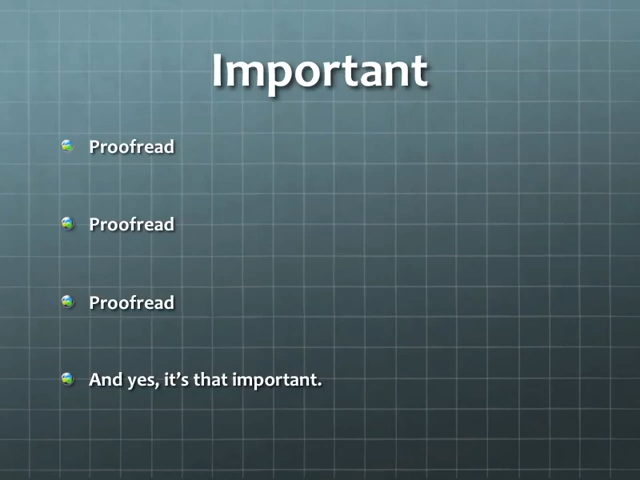 Important
Proofread
Proofread
Proofread
And yes, it’s that important.